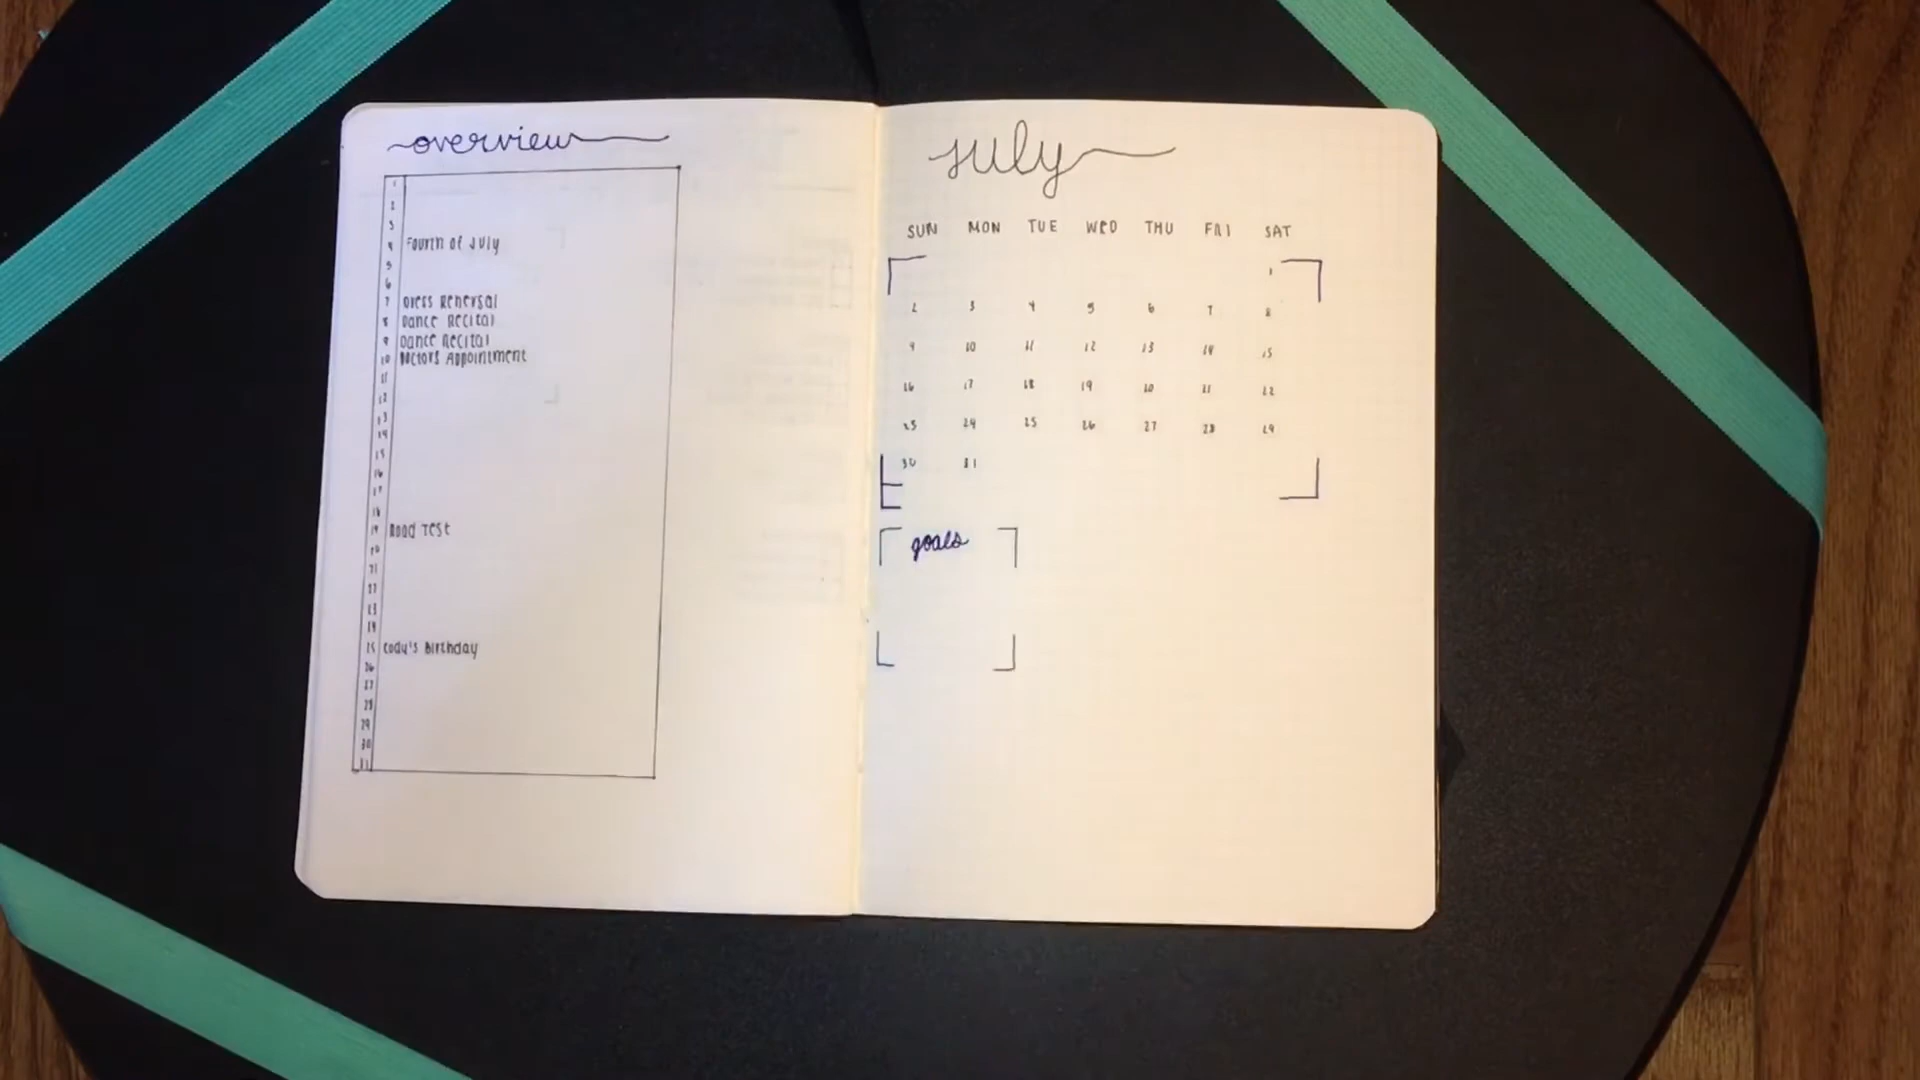 overview
1
2
3
4 Fourth of July
5
6
7 Dress Rehersal
8 Dance Recital
9 Dance Recital
10 Doctors Appointment
11
12
13
14
15
16
17
18
19 Road Test
20
21
22
23
24
25 Cody's Birthday
26
27
28
29
30
31
july
SUN MON TUE WED THU FRI SAT
1
2 3 4 5 6 7 8
9 10 11 12 13 14 15
16 17 18 19 20 21 22
23 24 25 26 27 28 29
30 31
goals